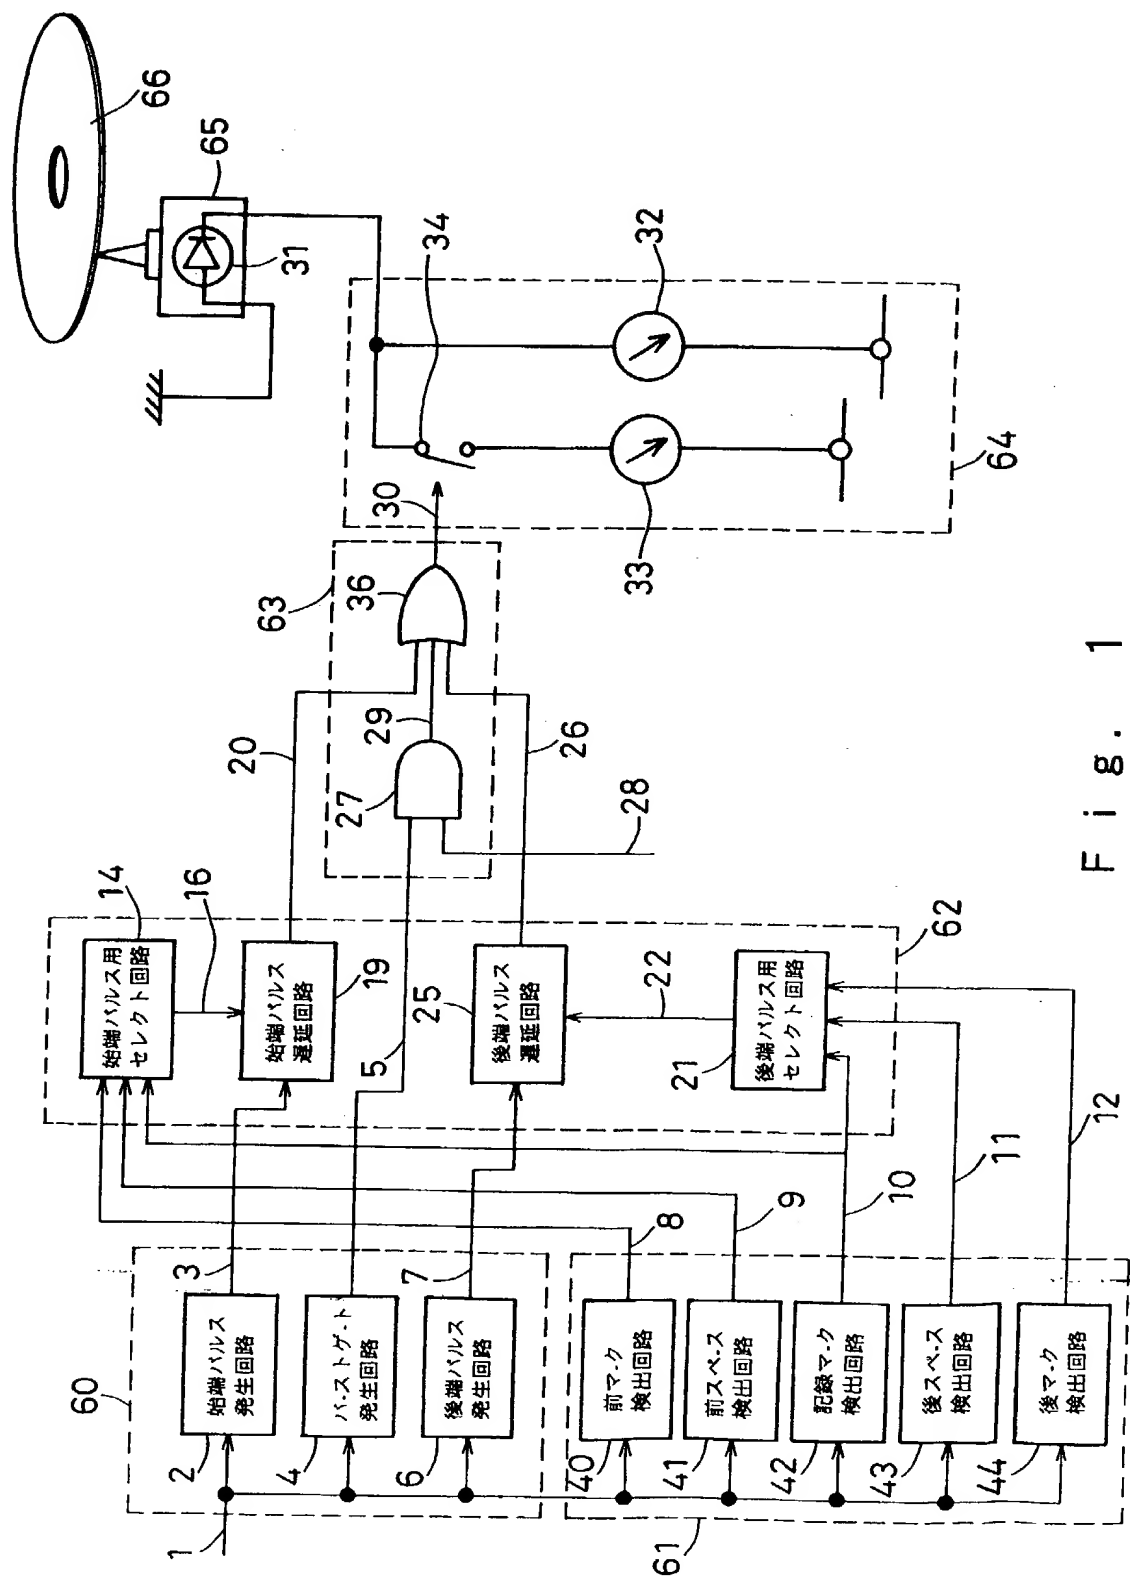 66
65
31
34
32
33
64
30
63
36
29
27
20
26
28
14
始端パルス用
セレクト回路
16
始端パルス
遅延回路
19
5
25
後端パルス
遅延回路
22
21
後端パルス用
セレクト回路
62
60
3
始端パルス
発生回路
2
バ-ストゲ-ト
発生回路
4
7
後端パルス
発生回路
6
1
61
8
前マ-ク
検出回路
40
9
前スペ-ス
検出回路
41
10
記録マ-ク
検出回路
42
11
後スペ-ス
検出回路
43
12
後マ-ク
検出回路
44
Fig. 1